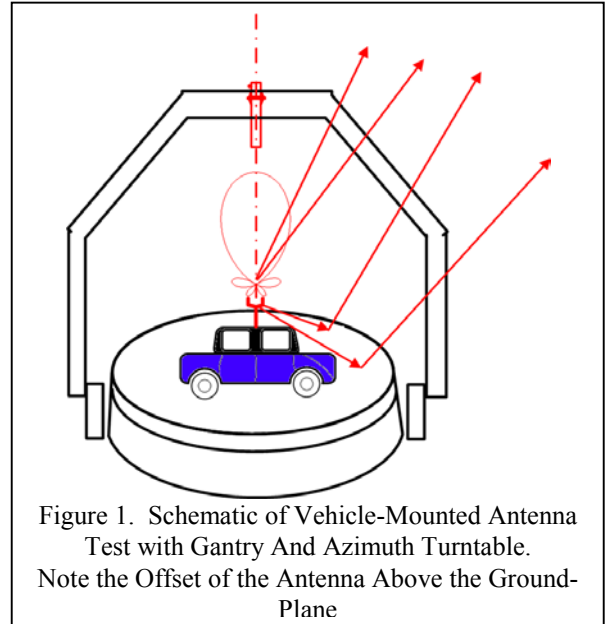 Figure 1.  Schematic of Vehicle-Mounted Antenna
Test with Gantry And Azimuth Turntable.
Note the Offset of the Antenna Above the Ground-
Plane